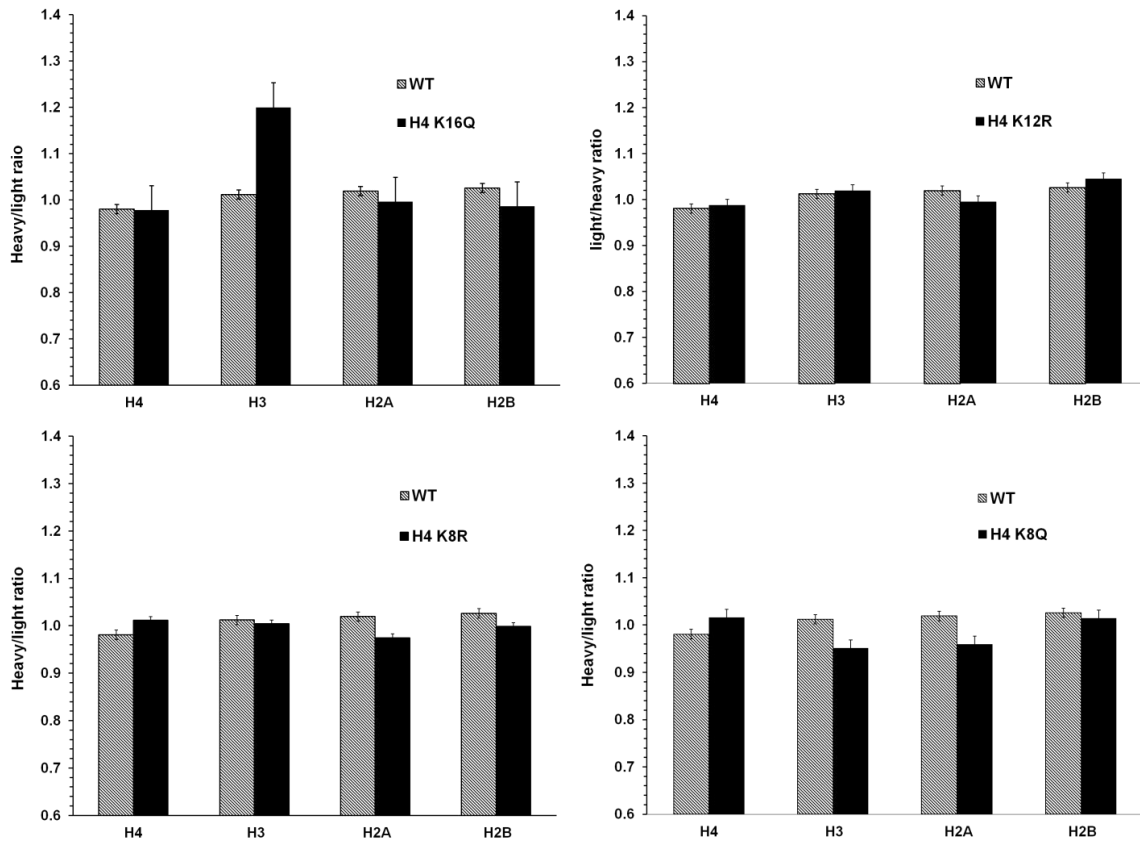 1.4
1.3
1.2
1.1
1.0
0.9
0.8
0.7
0.6
Heavy/light raio
WT
H4 K16Q
H4 H3 H2A H2B
1.4
1.3
1.2
1.1
1.0
0.9
0.8
0.7
0.6
light/heavy ratio
WT
H4 K12R
H4 H3 H2A H2B
1.4
1.3
1.2
1.1
1.0
0.9
0.8
0.7
0.6
Heavy/light ratio
WT
H4 K8R
H4 H3 H2A H2B
1.4
1.3
1.2
1.1
1.0
0.9
0.8
0.7
0.6
Heavy/light ratio
WT
H4 K8Q
H4 H3 H2A H2B